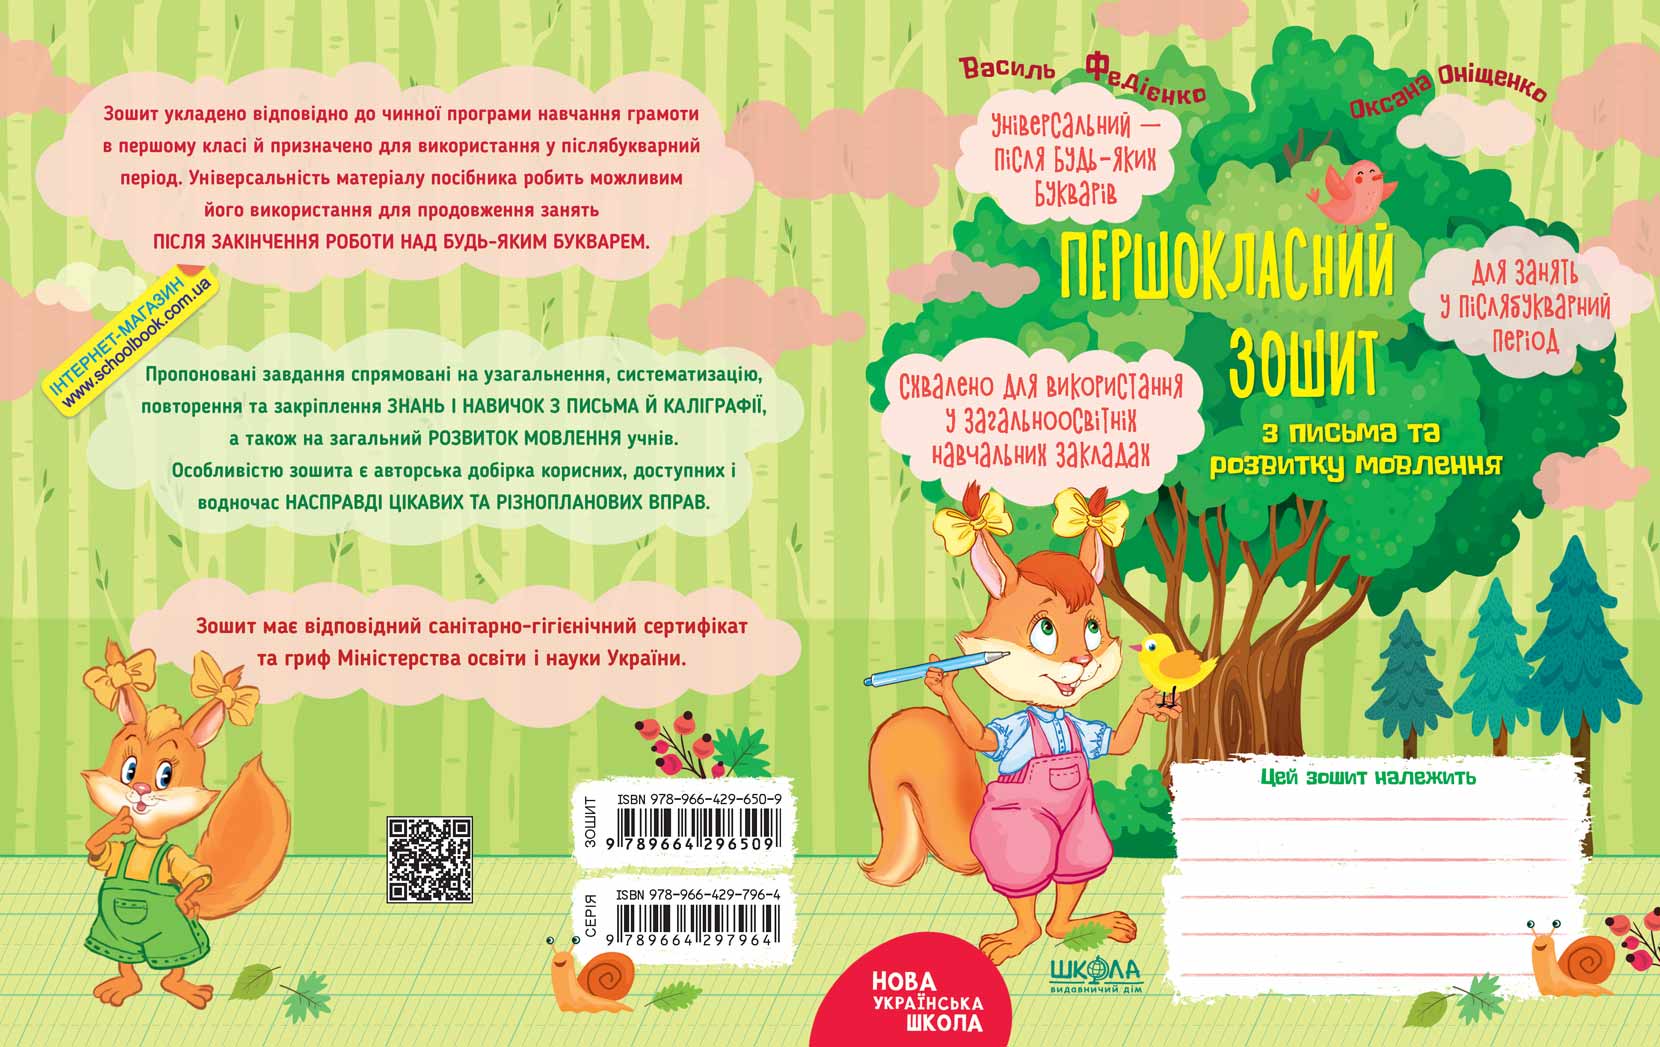 Зошит укладено відповідно до чинної програми навчання грамоти
в першому класі й призначено для використання у післябукварний
період. Універсальність матеріалу посібника робить можливим
його використання для продовження занять
ПІСЛЯ ЗАКІНЧЕННЯ РОБОТИ НАД БУДЬ-ЯКИМ БУКВАРЕМ.
ІНТЕРНЕТ-МАГАЗИН
www.schoolbook.com.ua
Пропоновані завдання спрямовані на узагальнення, систематизацію,
повторення та закріплення ЗНАНЬ І НАВИЧОК З ПИСЬМА Й КАЛІГРАФІЇ,
а також на загальний РОЗВИТОК МОВЛЕННЯ учнів.
Особливістю зошита є авторська добірка корисних, доступних і
водночас НАСПРАВДІ ЦІКАВИХ ТА РІЗНОПЛАНОВИХ ВПРАВ.
Зошит має відповідний санітарно-гігієнічний сертифікат
та гриф Міністерства освіти і науки України.
ЗОШИТ
ISBN 978-966-429-650-9
9 789664 296509
СЕРІЯ
ISBN 978-966-429-796-4
9 789664 297964
Василь Федієнко
Оксана Оніщенко
УНІВЕРСАЛЬНИЙ —
ПІСЛЯ БУДЬ-ЯКИХ
БУКВАРІВ
ПЕРШОКЛАСНИЙ
ЗОШИТ
з письма та
розвитку мовлення
ДЛЯ ЗАНЯТЬ
У ПІСЛЯБУКВАРНИЙ
ПЕРІОД
СХВАЛЕНО ДЛЯ ВИКОРИСТАННЯ
У ЗАГАЛЬНООСВІТНІХ
НАВЧАЛЬНИХ ЗАКЛАДАХ
Цей зошит належить
НОВА
УКРАЇНСЬКА
ШКОЛА
ШКОЛА
видавничий дім